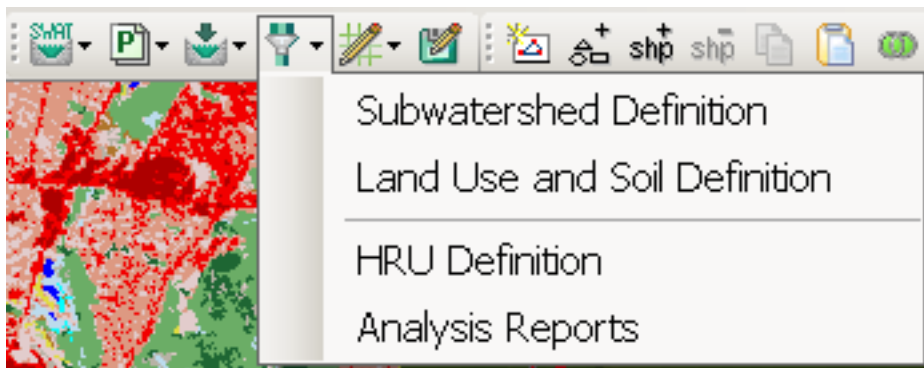 SWAT P shp shp
Subwatershed Definition
Land Use and Soil Definition
HRU Definition
Analysis Reports